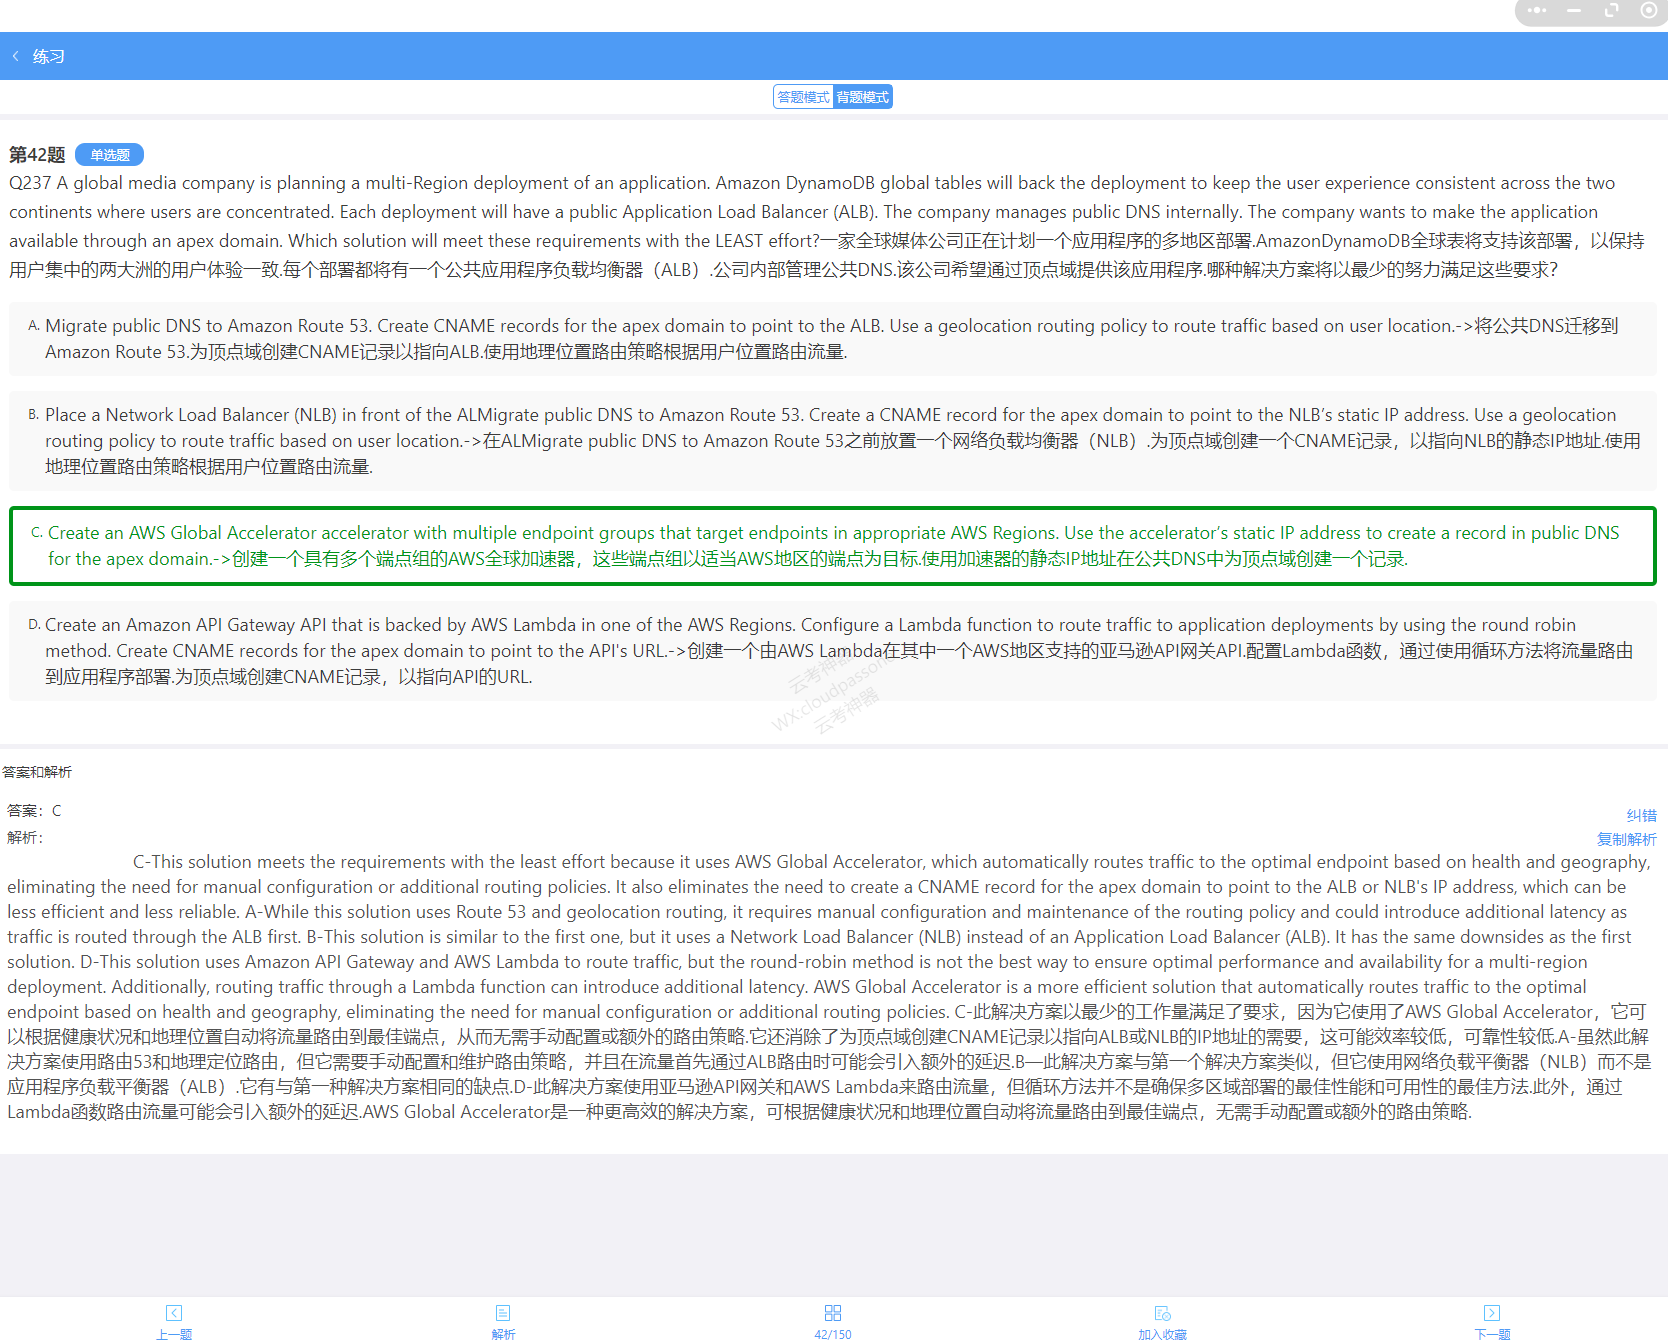 练习
答题模式 背题模式
第42题 单选题
Q237 A global media company is planning a multi-Region deployment of an application. Amazon DynamoDB global tables will back the deployment to keep the user experience consistent across the two
continents where users are concentrated. Each deployment will have a public Application Load Balancer (ALB). The company manages public DNS internally. The company wants to make the application
available through an apex domain. Which solution will meet these requirements with the LEAST effort?一家全球媒体公司正在计划一个应用程序的多地区部署.AmazonDynamoDB全球表将支持该部署，以保持
用户集中的两大洲的用户体验一致.每个部署都将有一个公共应用程序负载均衡器（ALB）.公司内部管理公共DNS.该公司希望通过顶点域提供该应用程序.哪种解决方案将以最少的努力满足这些要求？
A. Migrate public DNS to Amazon Route 53. Create CNAME records for the apex domain to point to the ALB. Use a geolocation routing policy to route traffic based on user location.->将公共DNS迁移到
Amazon Route 53.为顶点域创建CNAME记录以指向ALB.使用地理位置路由策略根据用户位置路由流量.
B. Place a Network Load Balancer (NLB) in front of the ALMigrate public DNS to Amazon Route 53. Create a CNAME record for the apex domain to point to the NLB’s static IP address. Use a geolocation
routing policy to route traffic based on user location.->在ALMigrate public DNS to Amazon Route 53之前放置一个网络负载均衡器（NLB）.为顶点域创建一个CNAME记录，以指向NLB的静态IP地址.使用
地理位置路由策略根据用户位置路由流量.
C. Create an AWS Global Accelerator accelerator with multiple endpoint groups that target endpoints in appropriate AWS Regions. Use the accelerator’s static IP address to create a record in public DNS
for the apex domain.->创建一个具有多个端点组的AWS全球加速器，这些端点组以适当AWS地区的端点为目标.使用加速器的静态IP地址在公共DNS中为顶点域创建一个记录.
D. Create an Amazon API Gateway API that is backed by AWS Lambda in one of the AWS Regions. Configure a Lambda function to route traffic to application deployments by using the round robin
method. Create CNAME records for the apex domain to point to the API's URL.->创建一个由AWS Lambda在其中一个AWS地区支持的亚马逊API网关API.配置Lambda函数，通过使用循环方法将流量路由
到应用程序部署.为顶点域创建CNAME记录，以指向API的URL.
云考神器
云考神器
答案和解析
答案：C
纠错
解析：
复制解析
C-This solution meets the requirements with the least effort because it uses AWS Global Accelerator, which automatically routes traffic to the optimal endpoint based on health and geography,
eliminating the need for manual configuration or additional routing policies. It also eliminates the need to create a CNAME record for the apex domain to point to the ALB or NLB's IP address, which can be
less efficient and less reliable. A-While this solution uses Route 53 and geolocation routing, it requires manual configuration and maintenance of the routing policy and could introduce additional latency as
traffic is routed through the ALB first. B-This solution is similar to the first one, but it uses a Network Load Balancer (NLB) instead of an Application Load Balancer (ALB). It has the same downsides as the first
solution. D-This solution uses Amazon API Gateway and AWS Lambda to route traffic, but the round-robin method is not the best way to ensure optimal performance and availability for a multi-region
deployment. Additionally, routing traffic through a Lambda function can introduce additional latency. AWS Global Accelerator is a more efficient solution that automatically routes traffic to the optimal
endpoint based on health and geography, eliminating the need for manual configuration or additional routing policies. C-此解决方案以最少的工作量满足了要求，因为它使用了AWS Global Accelerator，它可
以根据健康状况和地理位置自动将流量路由到最佳端点，从而无需手动配置或额外的路由策略.它还消除了为顶点域创建CNAME记录以指向ALB或NLB的IP地址的需要，这可能效率较低，可靠性较低.A-虽然此解
决方案使用路由53和地理定位路由，但它需要手动配置和维护路由策略，并且在流量首先通过ALB路由时可能会引入额外的延迟.B—此解决方案与第一个解决方案类似，但它使用网络负载平衡器（NLB）而不是
应用程序负载平衡器（ALB）.它有与第一种解决方案相同的缺点.D-此解决方案使用亚马逊API网关和AWS Lambda来路由流量，但循环方法并不是确保多区域部署的最佳性能和可用性的最佳方法.此外，通过
Lambda函数路由流量可能会引入额外的延迟.AWS Global Accelerator是一种更高效的解决方案，可根据健康状况和地理位置自动将流量路由到最佳端点，无需手动配置或额外的路由策略.
上一题 解析 42/150 加入收藏 下一题